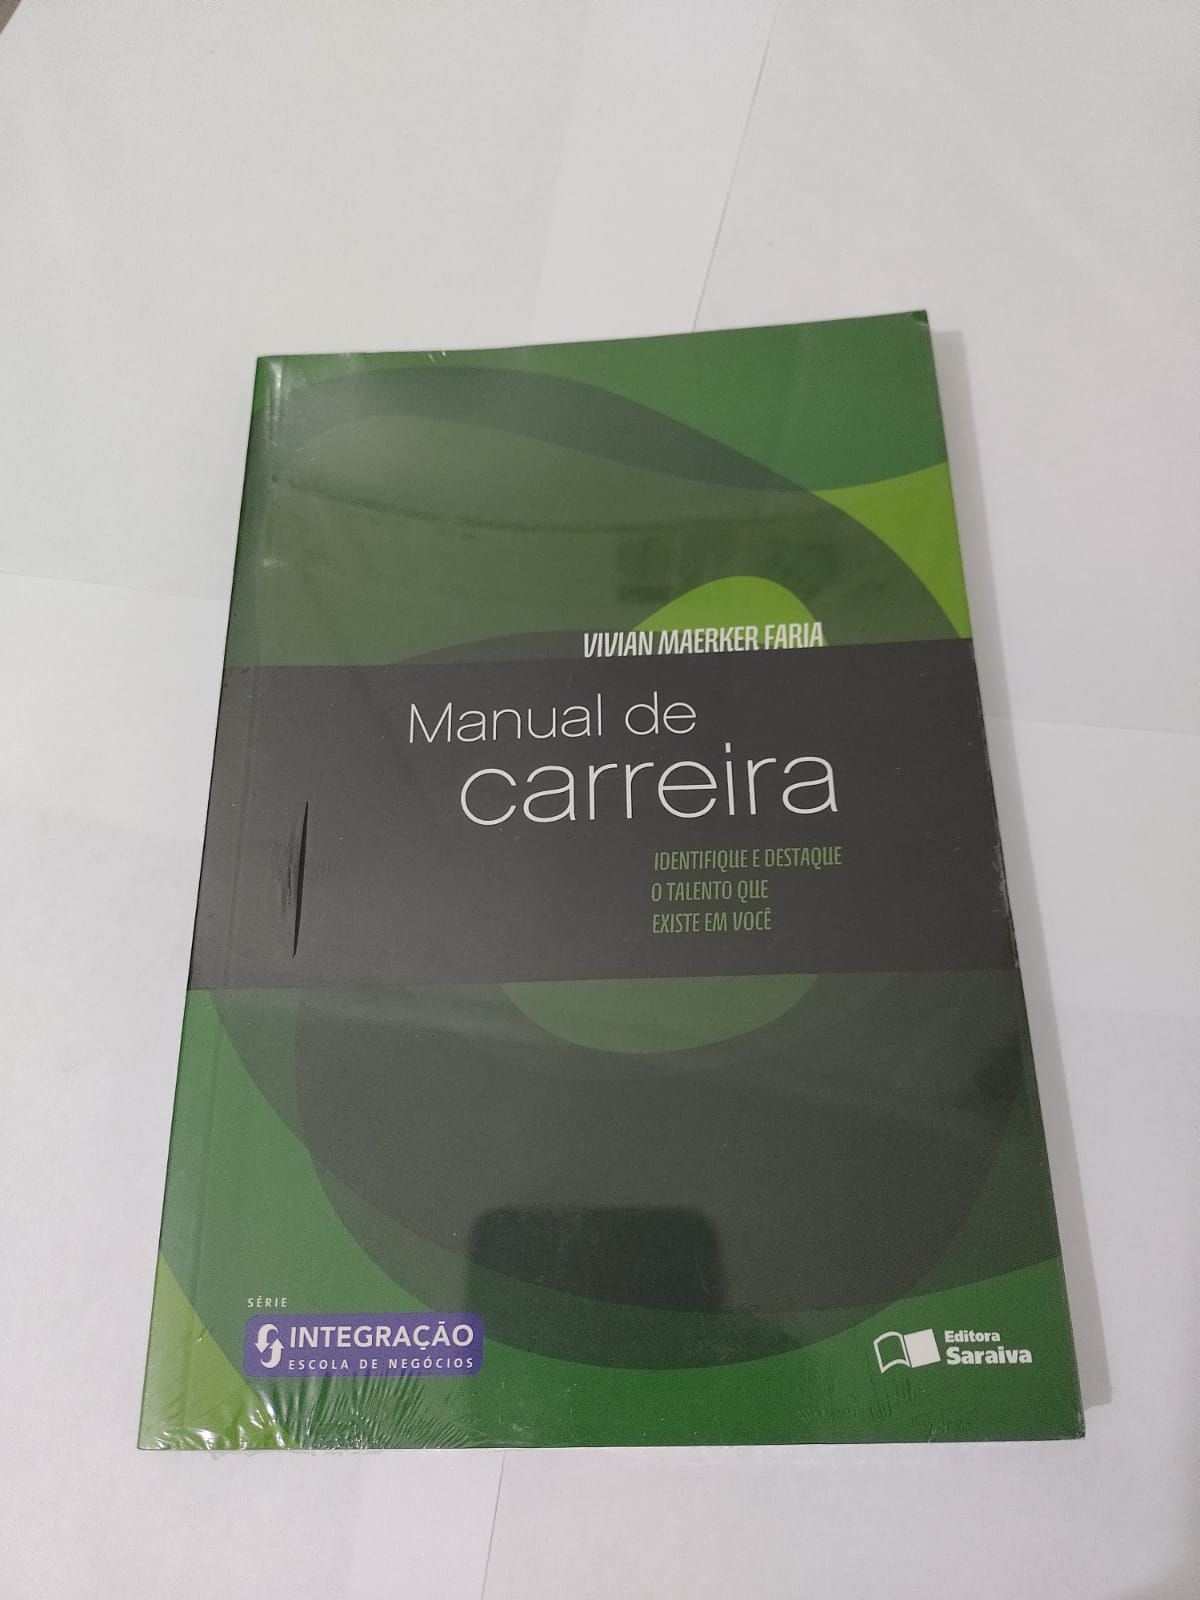 VIVIAN MAERKER FARIA
Manual de
carreira
IDENTIFIQUE E DESTAQUE
O TALENTO QUE
EXISTE EM VOCÊ
SÉRIE
INTEGRAÇÃO
ESCOLA DE NEGÓCIOS
Editora
Saraiva